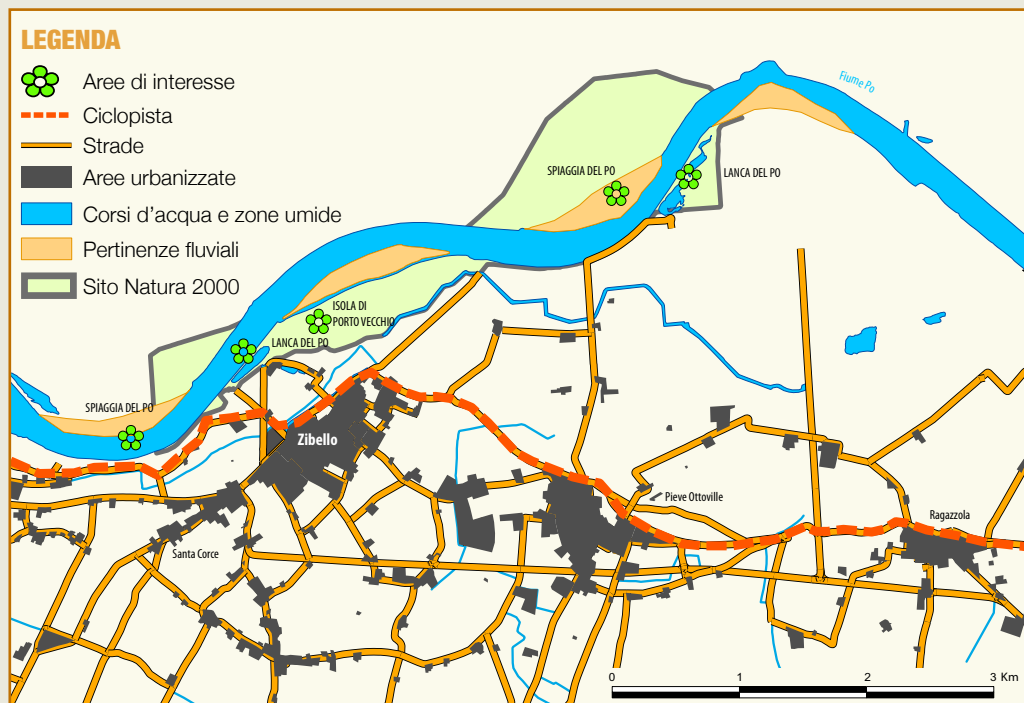 LEGENDA
Aree di interesse
Ciclopista
Strade
Aree urbanizzate
Corsi d'acqua e zone umide
Pertinenze fluviali
Sito Natura 2000
Fiume Po
SPIAGGIA DEL PO
LANCA DEL PO
ISOLA DI
PORTO VECCHIO
LANCA DEL PO
SPIAGGIA DEL PO
Zibello
Pieve Ottoville
Ragazzola
Santa Corce
0 1 2 3 Km